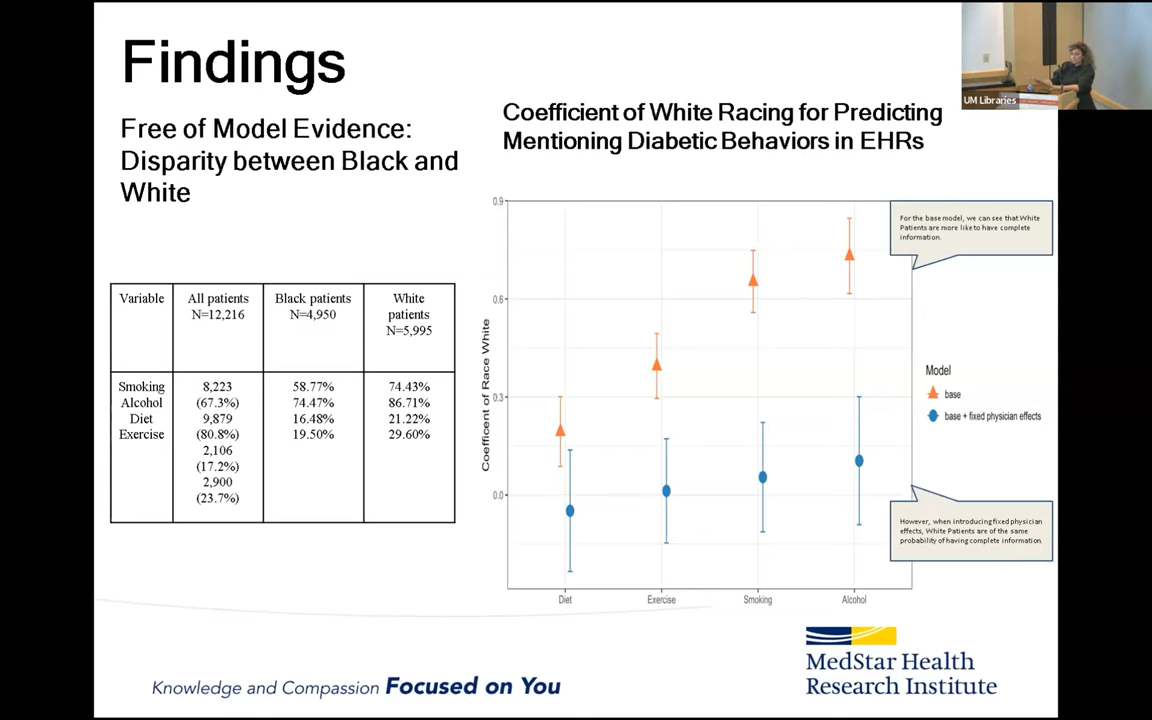 Findings
Free of Model Evidence:
Disparity between Black and
White
Coefficient of White Racing for Predicting
Mentioning Diabetic Behaviors in EHRs
UM Libraries
Variable
All patients
N=12,216
Black patients
N=4,950
White
patients
N=5,995
Smoking
Alcohol
Diet
Exercise
8,223
(67.3%)
9,879
(80.8%)
2,106
(17.2%)
2,900
(23.7%)
58.77%
74.47%
16.48%
19.50%
74.43%
86.71%
21.22%
29.60%
Coefficent of Race White
0.9
0.6
0.3
0.0
Diet
Exercise
Smoking
Alcohol
For the base model, we can see that White
Patients are more like to have complete
information.
Model
base
base + fixed physician effects
However, when introducing fixed physician
effects, White Patients are of the same
probability of having complete information.
Knowledge and Compassion Focused on You
MedStar Health
Research Institute